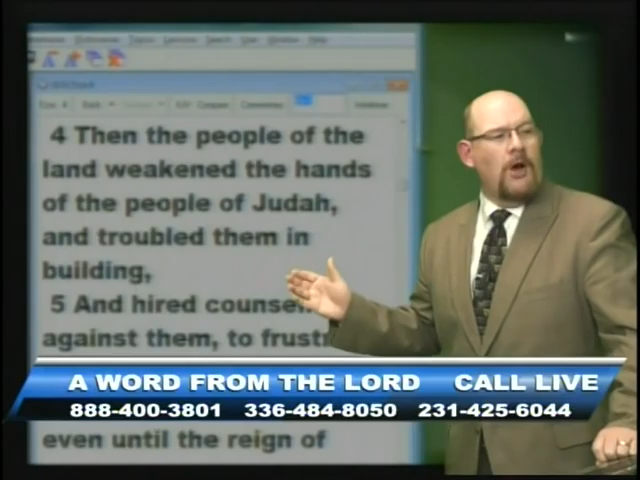 4 Then the people of the
land weakened the hands
of the people of Judah,
and troubled them in
building,
5 And hired
against them, to
A WORD FROM THE LORD CALL LIVE
888-400-3801 336-484-8050 231-425-6044
even until the reign of